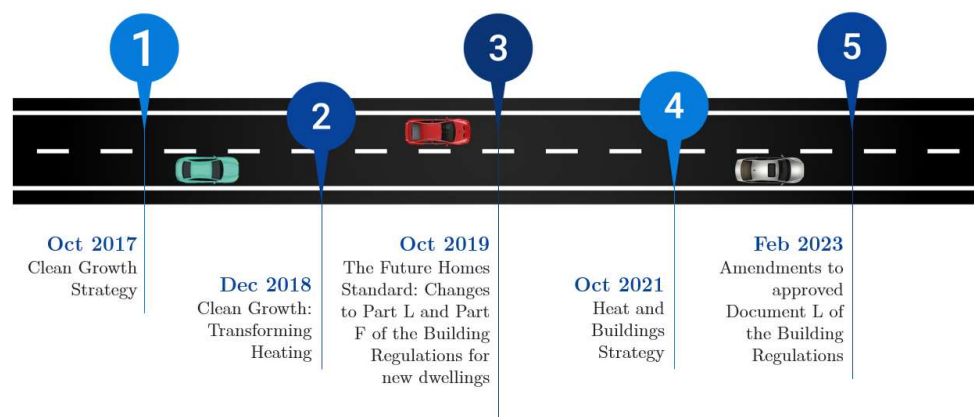 1
2
3
4
5
Oct 2017
Clean Growth
Strategy
Dec 2018
Clean Growth:
Transforming
Heating
Oct 2019
The Future Homes
Standard: Changes
to Part L and Part
F of the Building
Regulations for
new dwellings
Oct 2021
Heat and
Buildings
Strategy
Feb 2023
Amendments to
approved
Document L of
the Building
Regulations